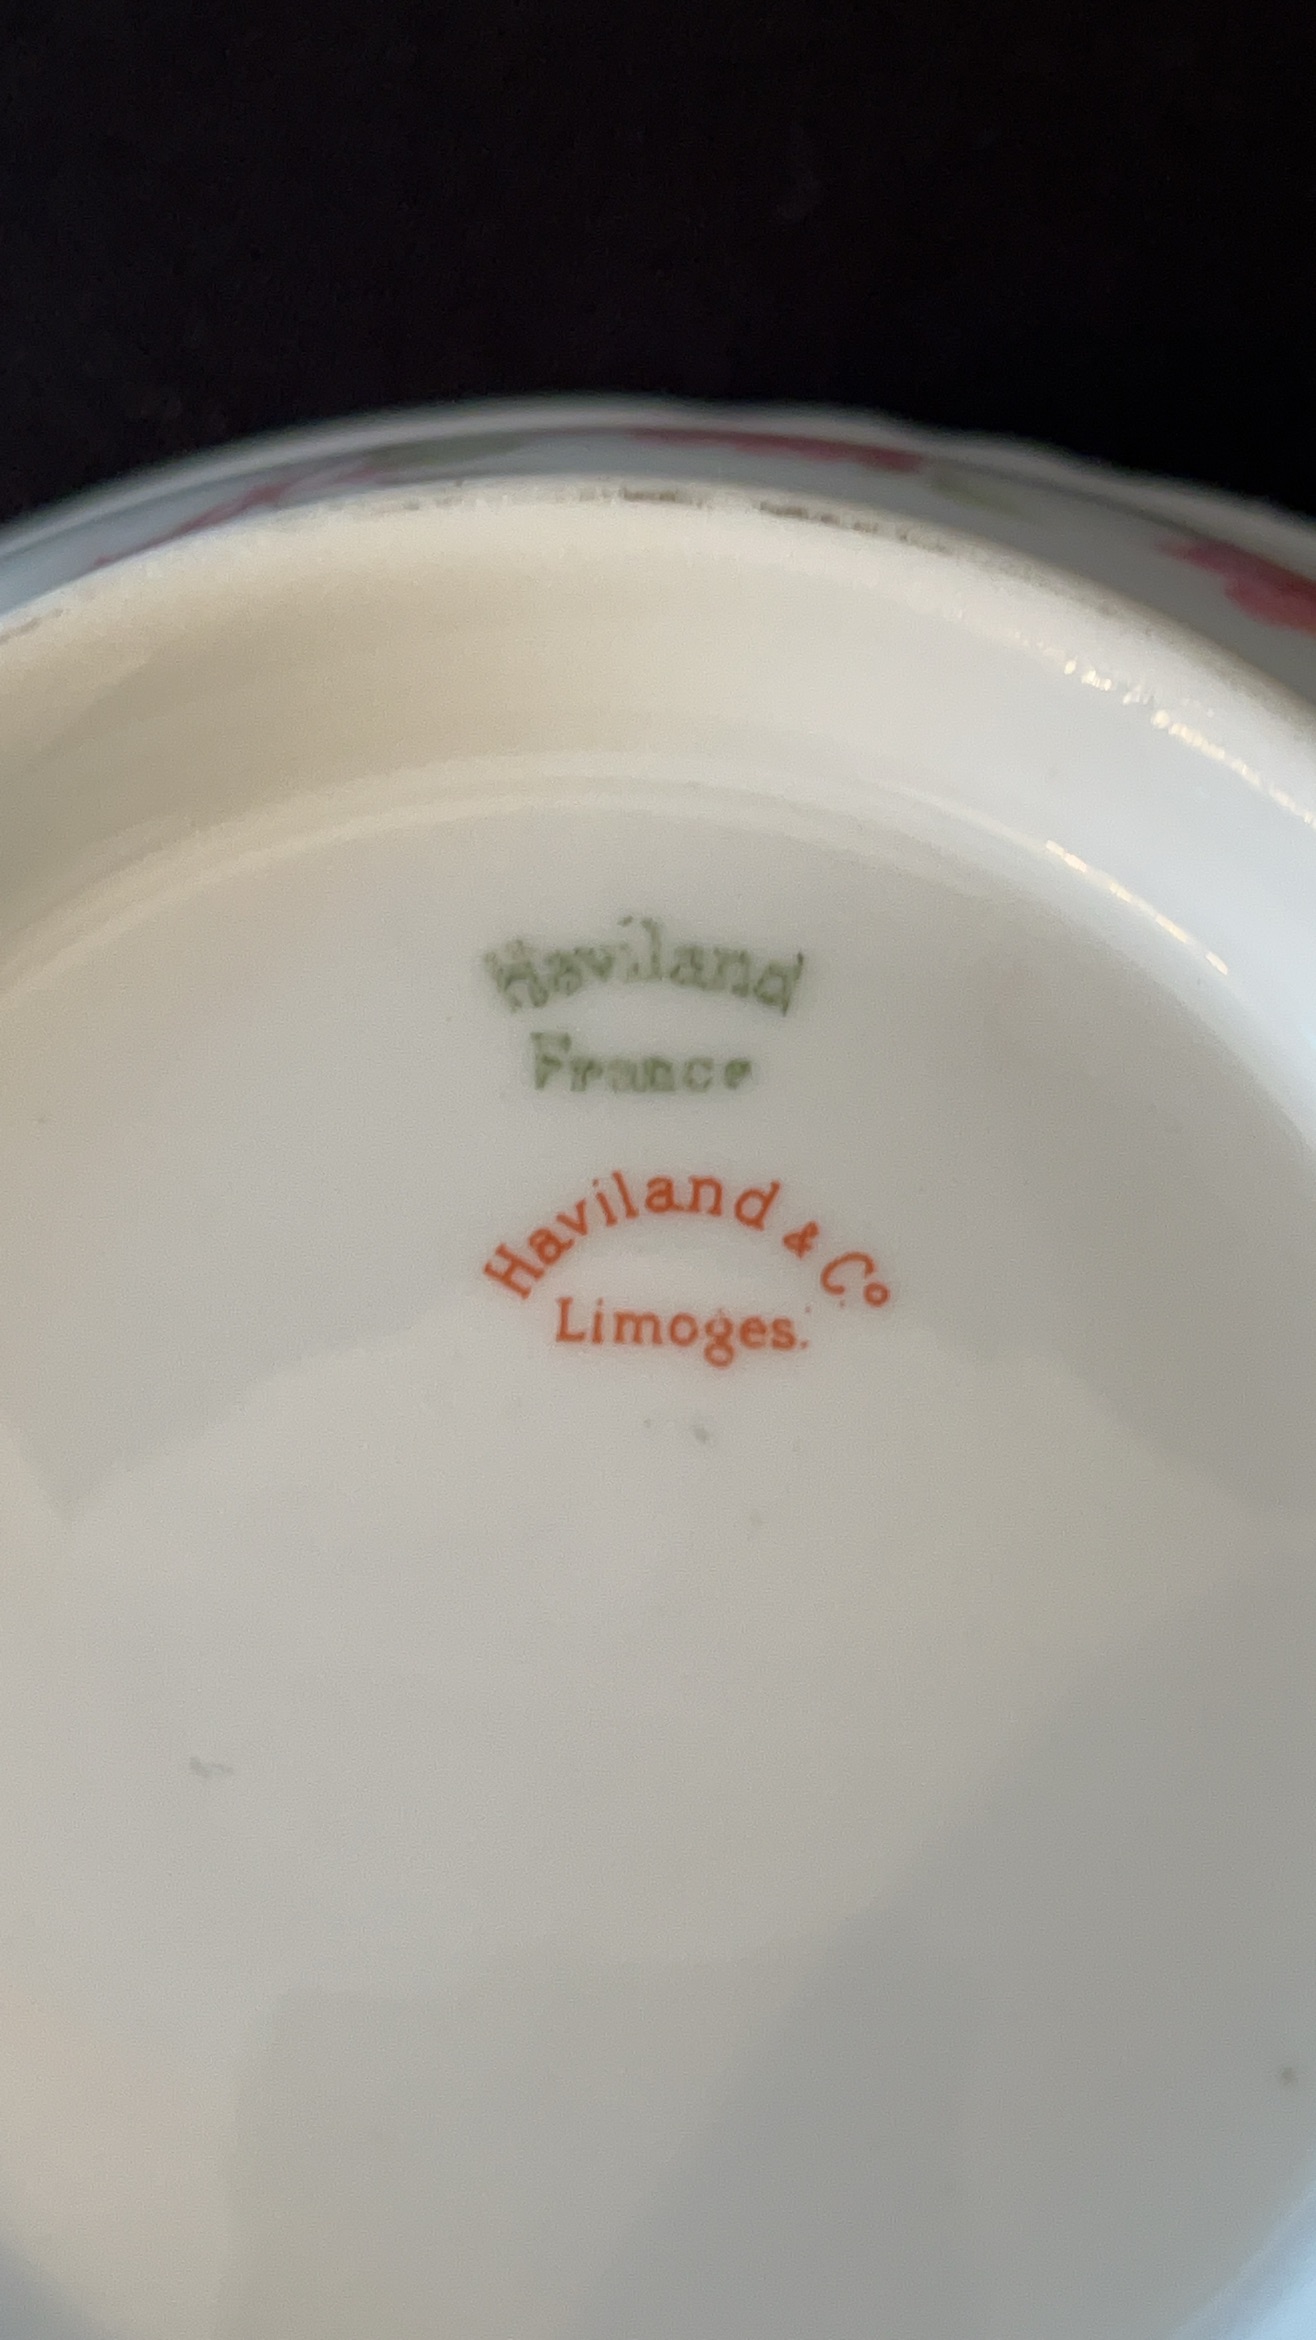 Haviland
France
Haviland & Co
Limoges.